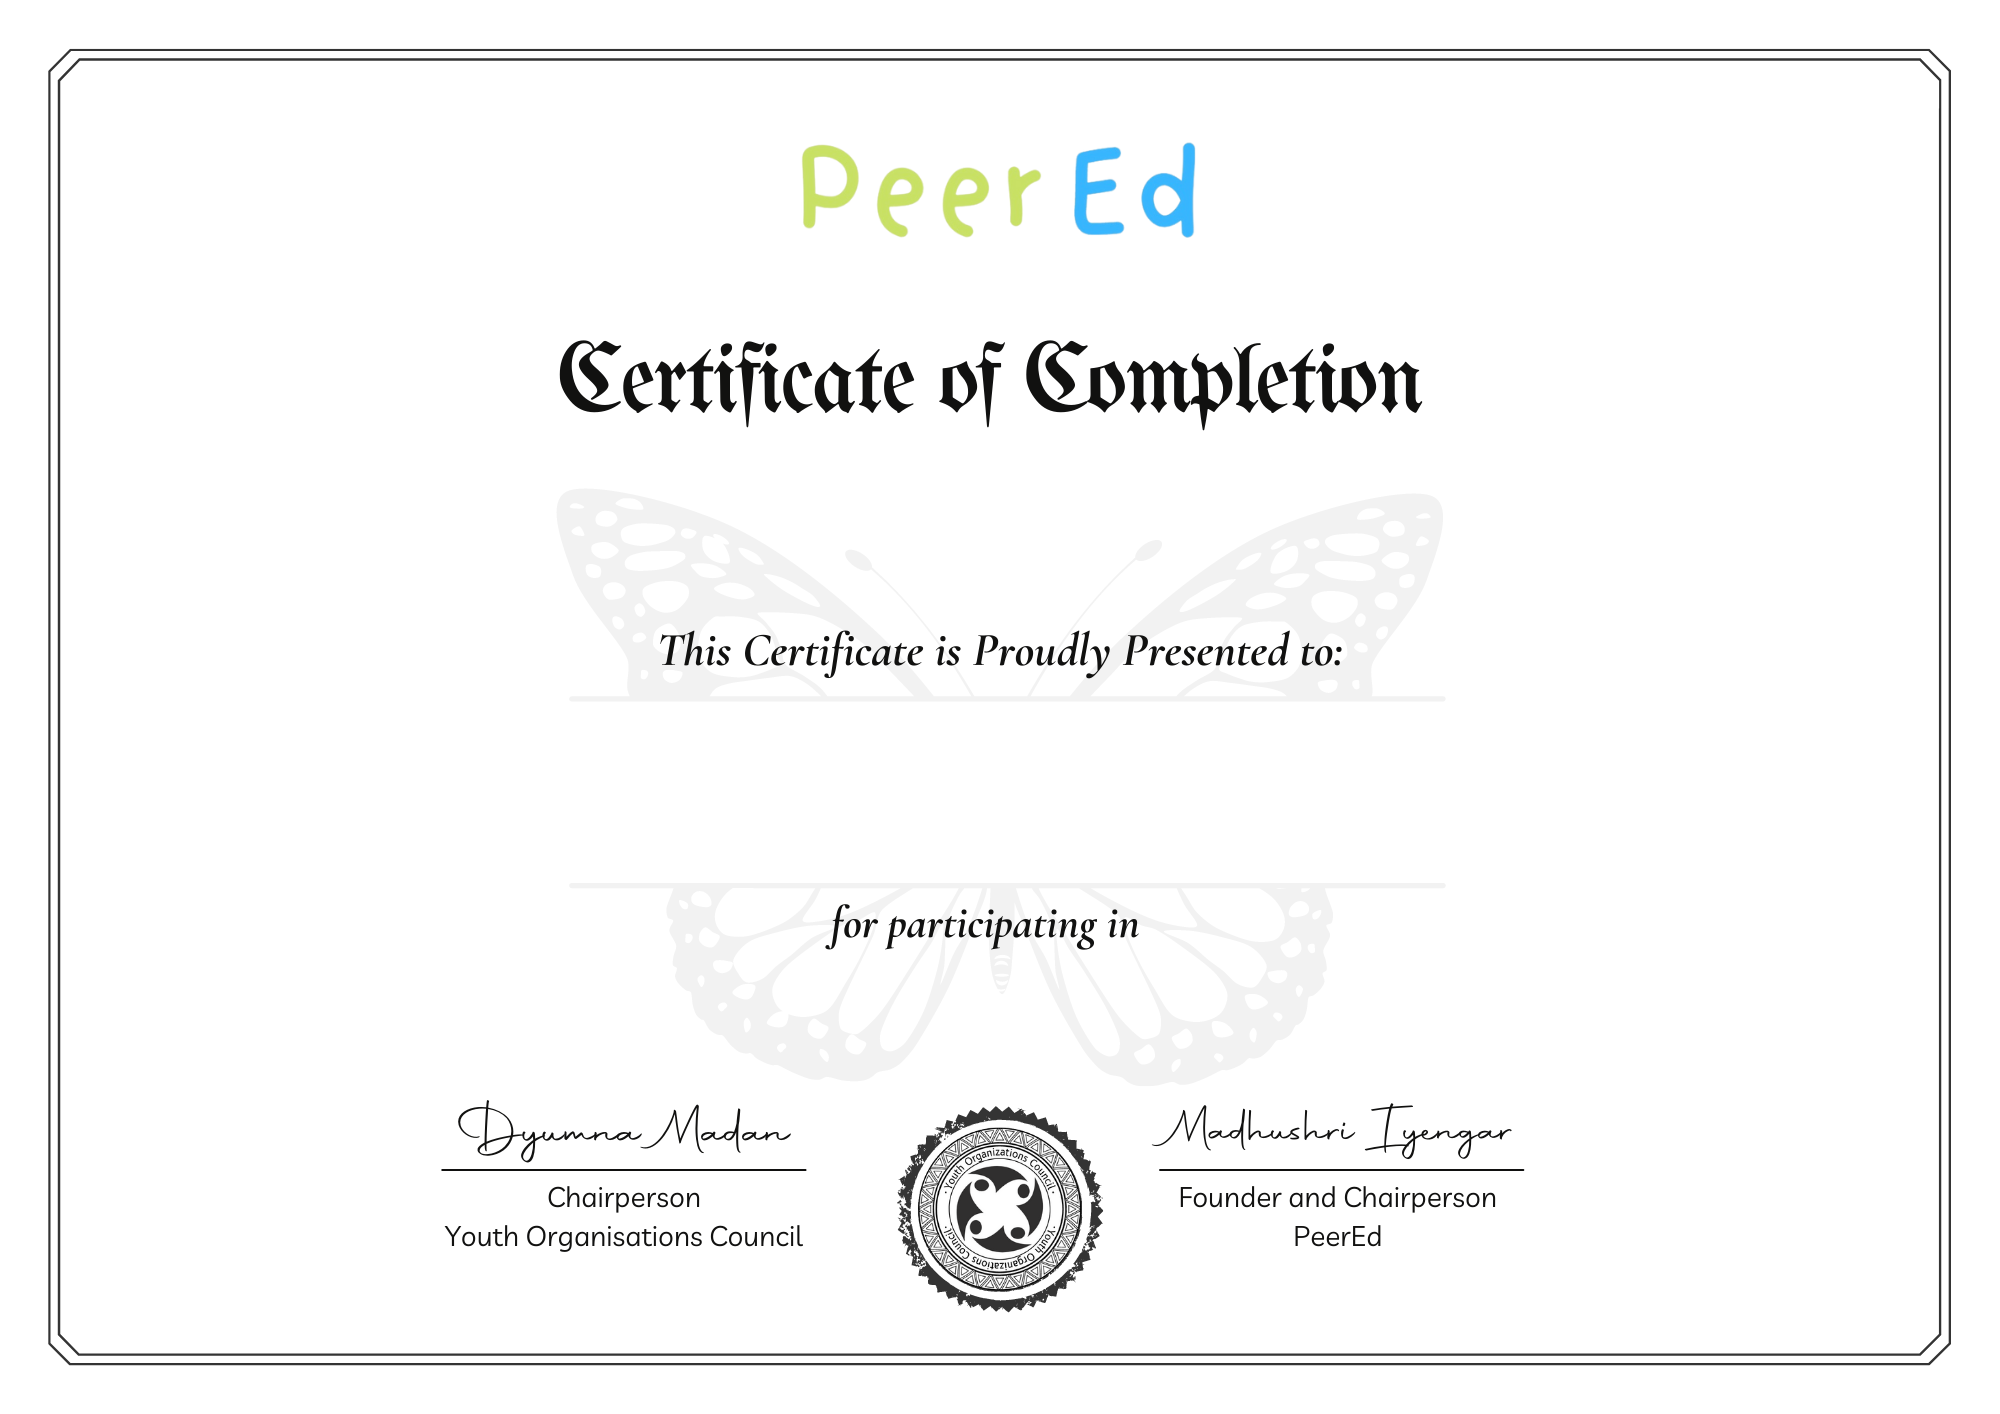 Peer Ed
Certificate of Completion
This Certificate is Proudly Presented to:
for participating in
Dyumna Madan
Chairperson
Youth Organisations Council
· Youth Organizations Council ·
· Youth Organizations Council ·
Madhushri Iyengar
Founder and Chairperson
PeerEd